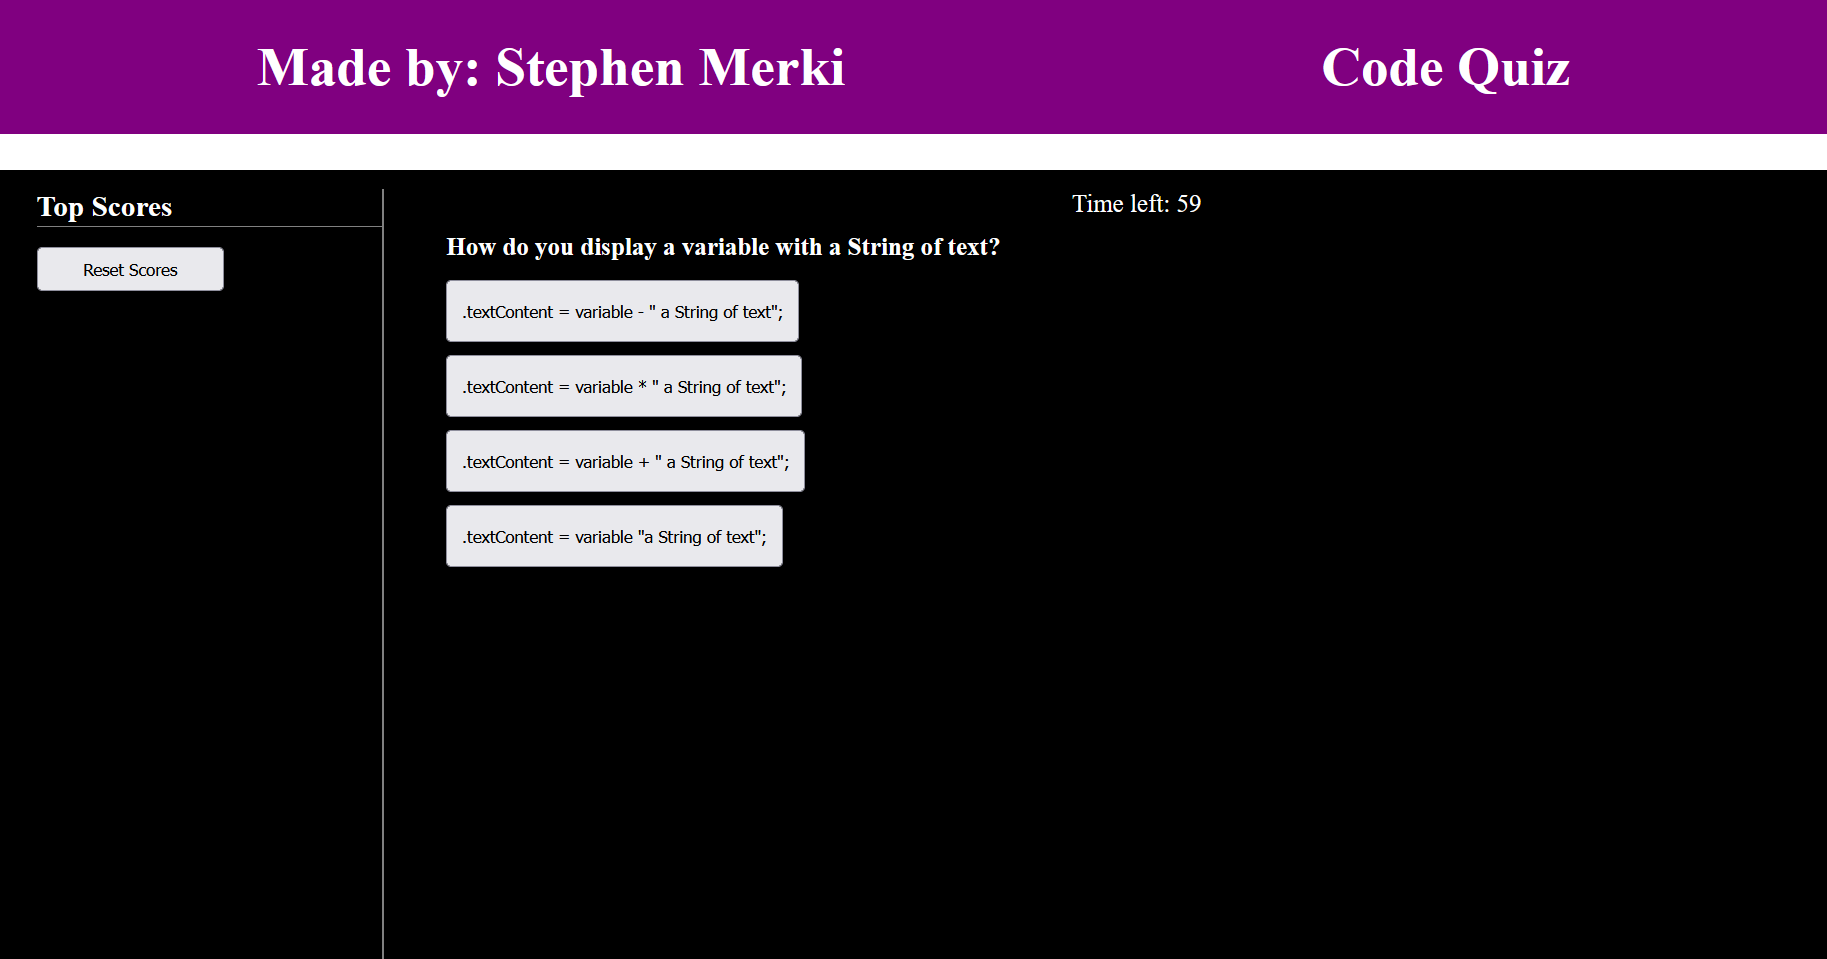 Made by: Stephen Merki
Code Quiz
Top Scores
Reset Scores
Time left: 59
How do you display a variable with a String of text?
.textContent = variable - " a String of text";
.textContent = variable * " a String of text";
.textContent = variable + " a String of text";
.textContent = variable "a String of text";